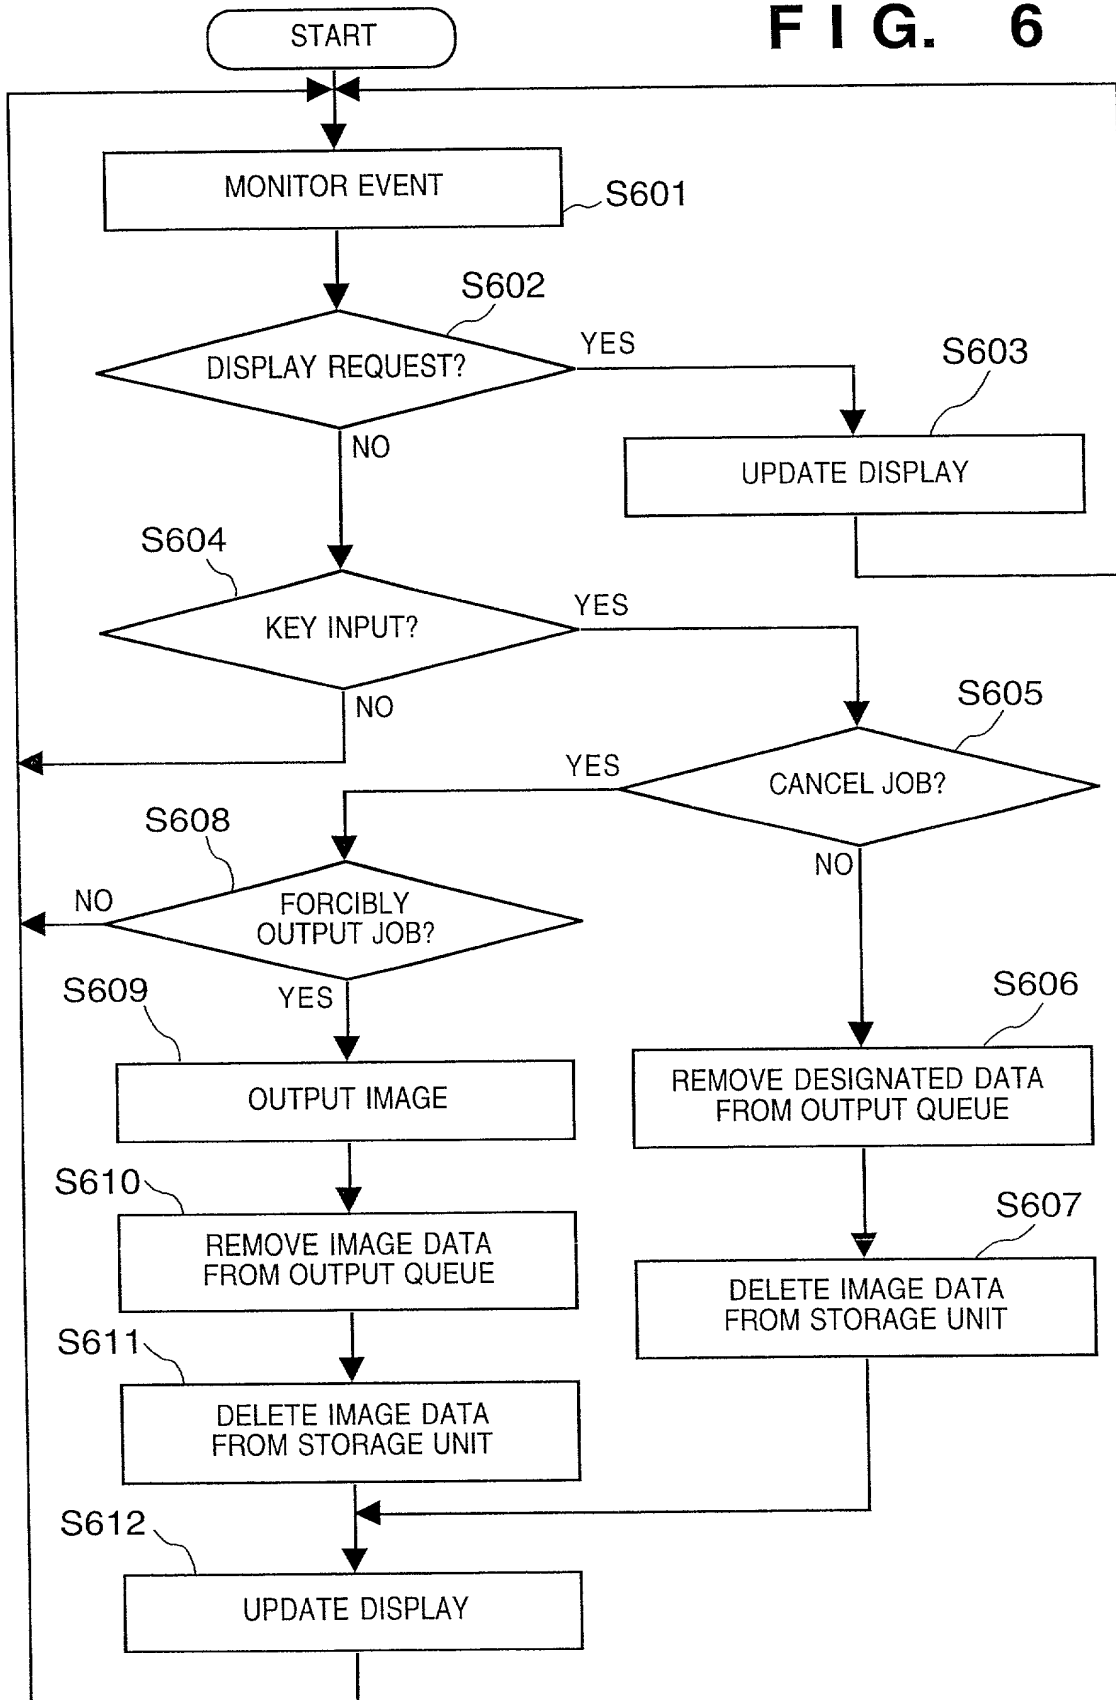 FIG. 6
START
MONITOR EVENT
S601
S602
DISPLAY REQUEST?
YES
NO
S603
UPDATE DISPLAY
S604
KEY INPUT?
YES
NO
S605
CANCEL JOB?
YES
NO
S608
FORCIBLY
OUTPUT JOB?
NO
YES
S606
REMOVE DESIGNATED DATA
FROM OUTPUT QUEUE
S609
OUTPUT IMAGE
S607
DELETE IMAGE DATA
FROM STORAGE UNIT
S610
REMOVE IMAGE DATA
FROM OUTPUT QUEUE
S611
DELETE IMAGE DATA
FROM STORAGE UNIT
S612
UPDATE DISPLAY